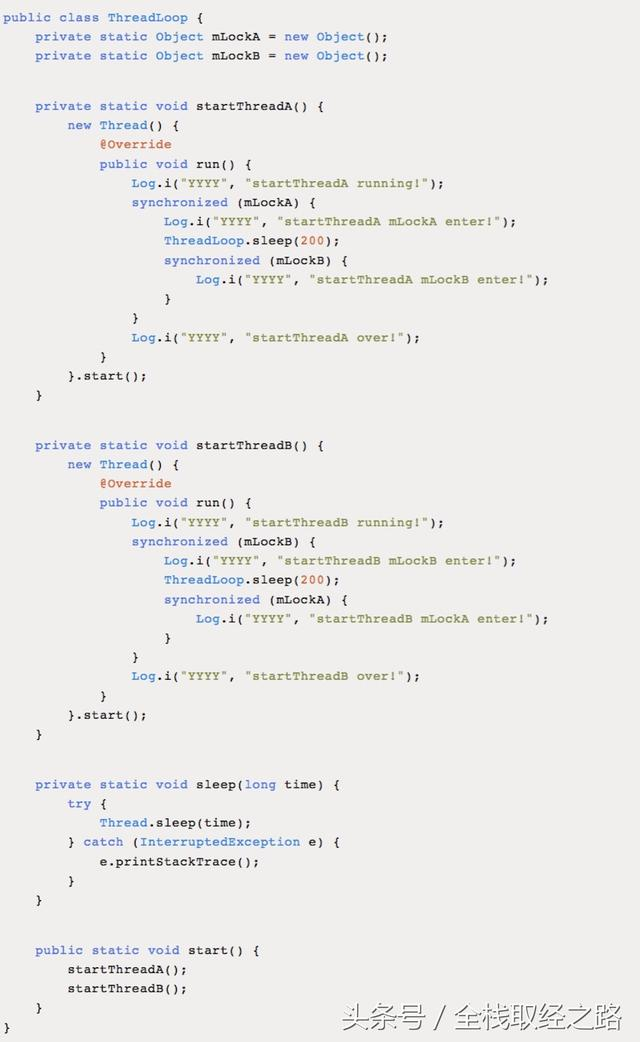 public class ThreadLoop {
    private static Object mLockA = new Object();
    private static Object mLockB = new Object();
    private static void startThreadA() {
        new Thread() {
            @Override
            public void run() {
                Log.i("YYYY", "startThreadA running!");
                synchronized (mLockA) {
                    Log.i("YYYY", "startThreadA mLockA enter!");
                    ThreadLoop.sleep(200);
                    synchronized (mLockB) {
                        Log.i("YYYY", "startThreadA mLockB enter!");
                    }
                }
                Log.i("YYYY", "startThreadA over!");
            }
        }.start();
    }
    private static void startThreadB() {
        new Thread() {
            @Override
            public void run() {
                Log.i("YYYY", "startThreadB running!");
                synchronized (mLockB) {
                    Log.i("YYYY", "startThreadB mLockB enter!");
                    ThreadLoop.sleep(200);
                    synchronized (mLockA) {
                        Log.i("YYYY", "startThreadB mLockA enter!");
                    }
                }
                Log.i("YYYY", "startThreadB over!");
            }
        }.start();
    }
    private static void sleep(long time) {
        try {
            Thread.sleep(time);
        } catch (InterruptedException e) {
            e.printStackTrace();
        }
    }
    public static void start() {
        startThreadA();
        startThreadB();
    }
}
头条号 / 全栈取经之路